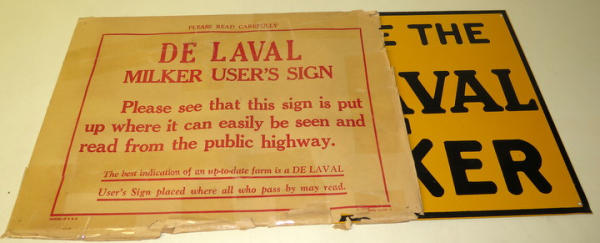 PLEASE READ CAREFULLY
DE LAVAL
MILKER USER'S SIGN
Please see that this sign is put
up where it can easily be seen and
read from the public highway.
The best indication of an up-to-date farm is a DE LAVAL
User's Sign placed where all who pass by may read.
E THE
AVAL
KER